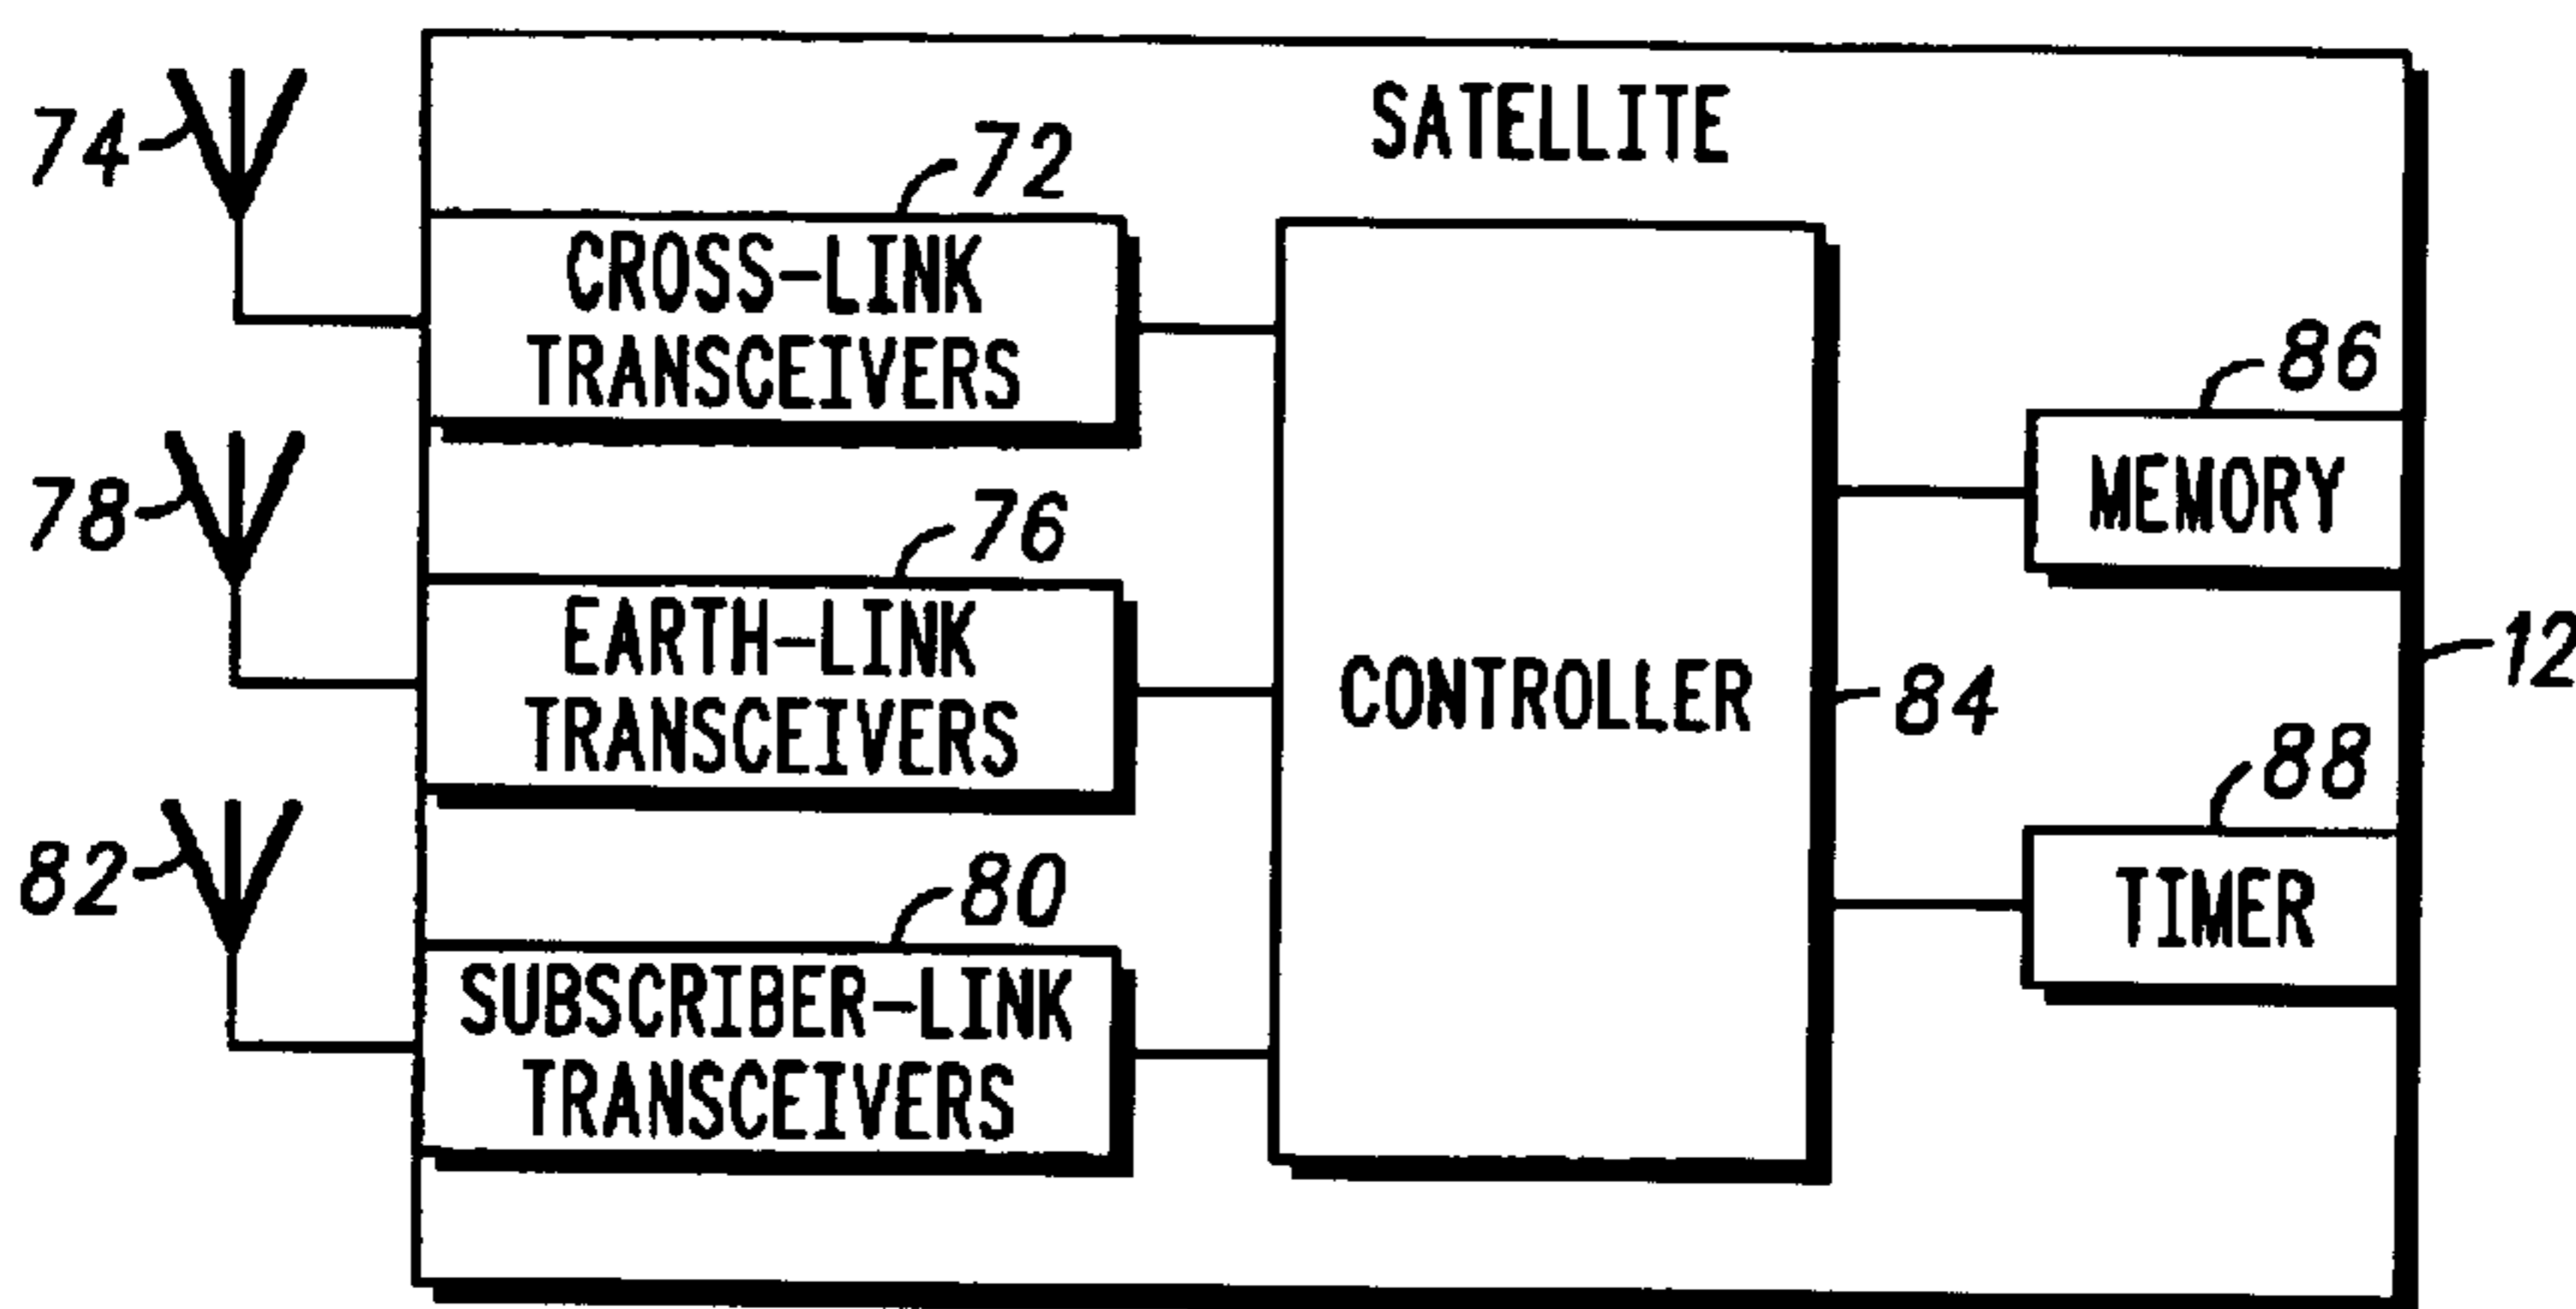 SATELLITE
74
72
CROSS-LINK
TRANSCEIVERS
86
MEMORY
78
76
EARTH-LINK
TRANSCEIVERS
CONTROLLER
84
12
88
TIMER
82
80
SUBSCRIBER-LINK
TRANSCEIVERS